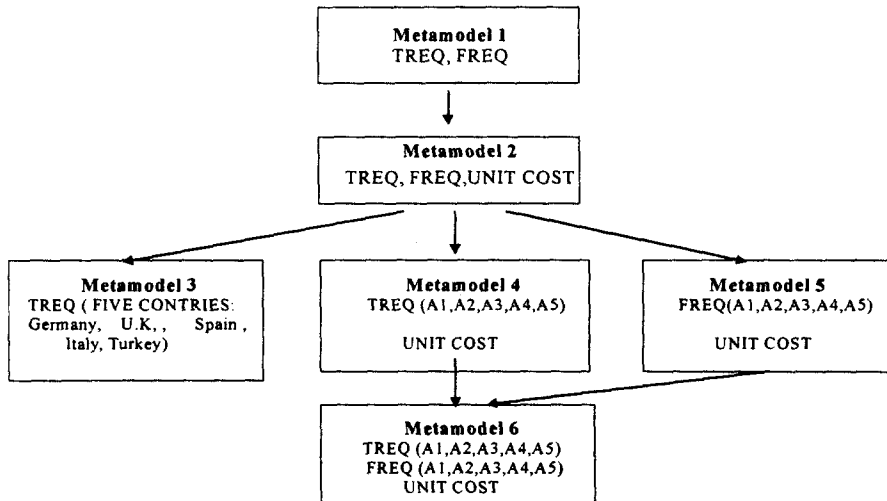 Metamodel 1
TREQ, FREQ
Metamodel 2
TREQ, FREQ,UNIT COST
Metamodel 3
TREQ ( FIVE CONTRIES:
Germany, U.K, , Spain ,
Italy, Turkey)
Metamodel 4
TREQ (A1,A2,A3,A4,A5)
UNIT COST
Metamodel 5
FREQ(A1,A2,A3,A4,A5)
UNIT COST
Metamodel 6
TREQ (A1,A2,A3,A4,A5)
FREQ (A1,A2,A3,A4,A5)
UNIT COST